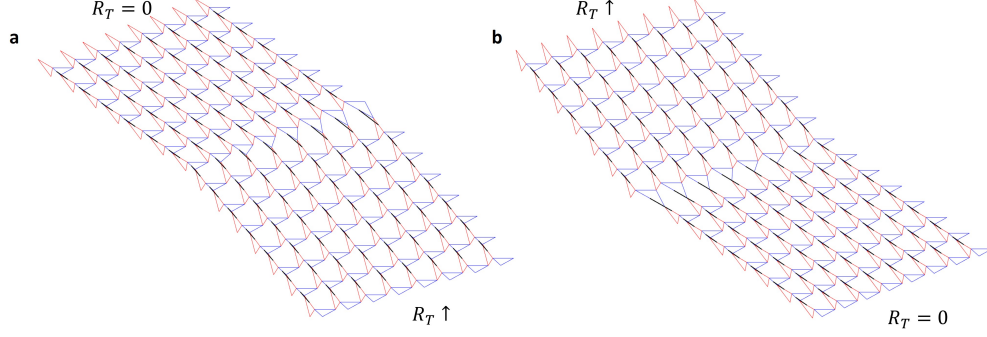 R_T = 0
a
R_T ↑
R_T ↑
b
R_T = 0